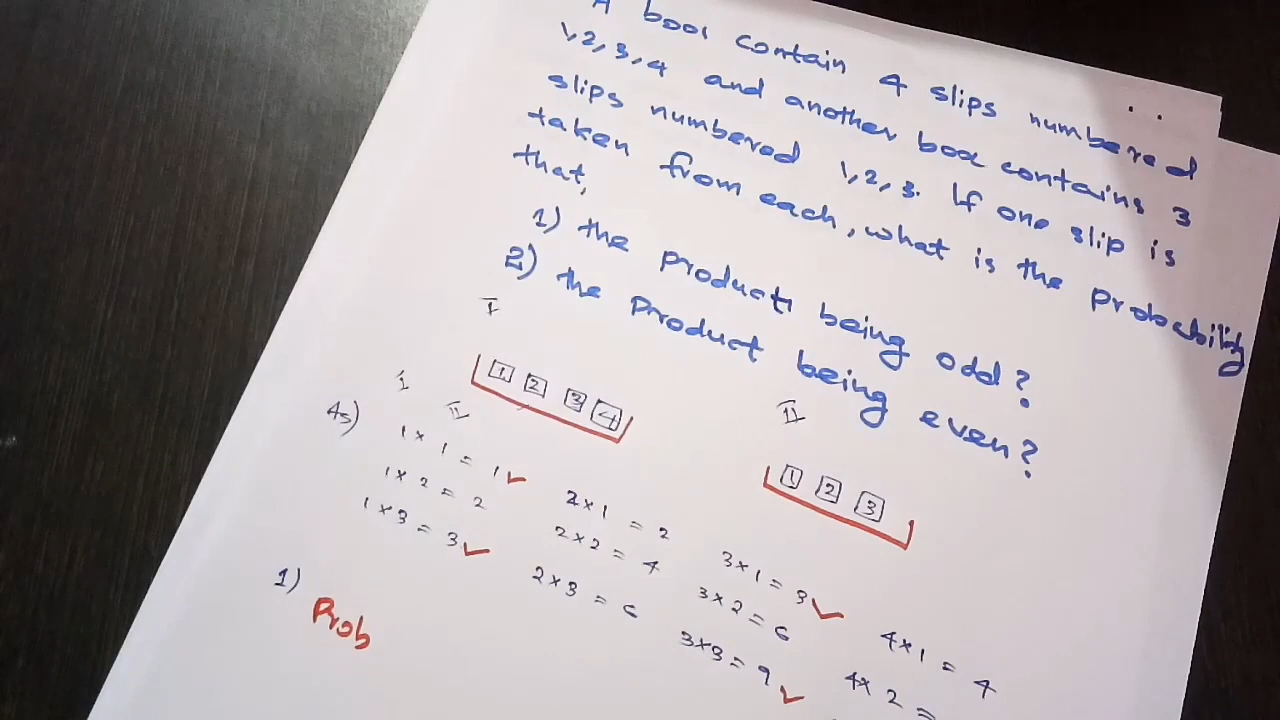 A box contain 4 slips numbered
1, 2, 3, 4 and another box contains 3
slips numbered 1, 2, 3. If one slip is
taken from each, what is the probability
that,
1) the product being odd?
2) the product being even?
I
1 2 3 4
II
1 2 3
I II
As)
1 × 1 = 1 ✓
1 × 2 = 2
1 × 3 = 3 ✓
2 × 1 = 2
2 × 2 = 4
2 × 3 = 6
3 × 1 = 3 ✓
3 × 2 = 6
3 × 3 = 9 ✓
4 × 1 = 4
4 × 2 =
1)
Prob